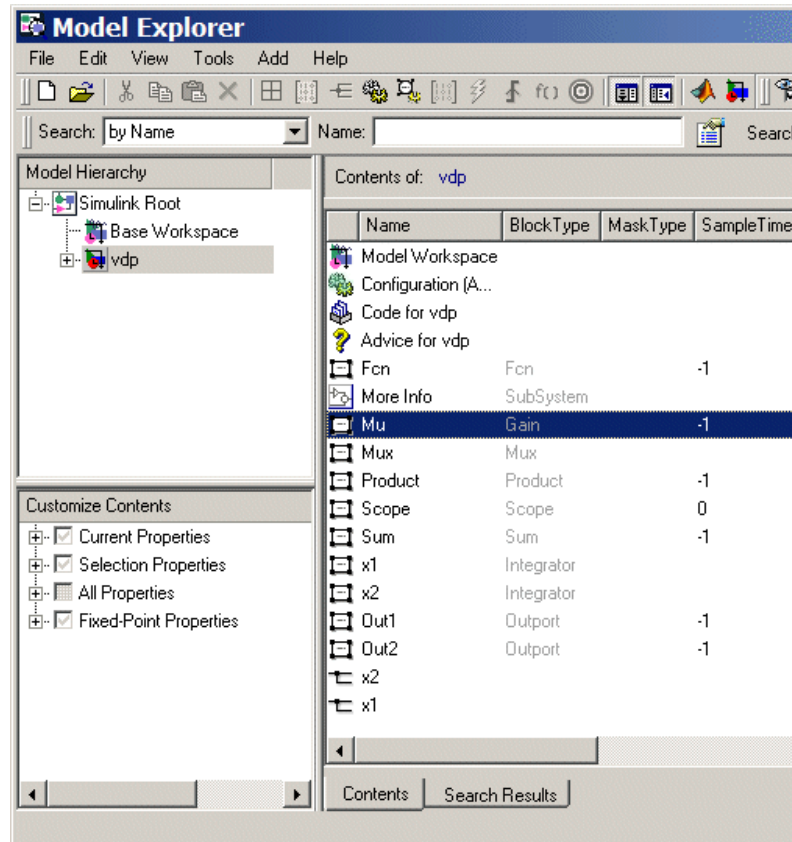 Model Explorer
File Edit View Tools Add Help
f()
Search: by Name Name: Search
Model Hierarchy
Simulink Root
Base Workspace
vdp
Customize Contents
Current Properties
Selection Properties
All Properties
Fixed-Point Properties
Contents of: vdp
Name BlockType MaskType SampleTime
Model Workspace
Configuration (A...
Code for vdp
Advice for vdp
Fcn Fcn -1
More Info SubSystem
Mu Gain -1
Mux Mux
Product Product -1
Scope Scope 0
Sum Sum -1
x1 Integrator
x2 Integrator
Out1 Outport -1
Out2 Outport -1
x2
x1
Contents Search Results